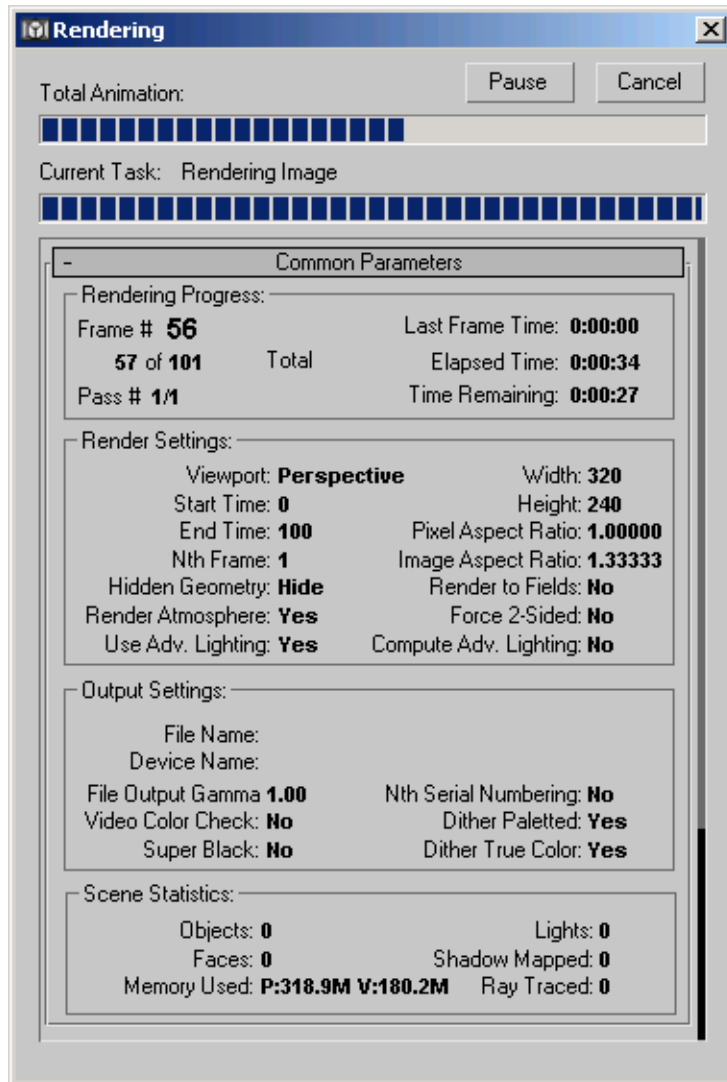 Rendering
Pause Cancel
Total Animation:
Current Task: Rendering Image
- Common Parameters
Rendering Progress:
Frame # 56 Last Frame Time: 0:00:00
57 of 101 Total Elapsed Time: 0:00:34
Pass # 1/1 Time Remaining: 0:00:27
Render Settings:
Viewport: Perspective Width: 320
Start Time: 0 Height: 240
End Time: 100 Pixel Aspect Ratio: 1.00000
Nth Frame: 1 Image Aspect Ratio: 1.33333
Hidden Geometry: Hide Render to Fields: No
Render Atmosphere: Yes Force 2-Sided: No
Use Adv. Lighting: Yes Compute Adv. Lighting: No
Output Settings:
File Name:
Device Name:
File Output Gamma 1.00 Nth Serial Numbering: No
Video Color Check: No Dither Paletted: Yes
Super Black: No Dither True Color: Yes
Scene Statistics:
Objects: 0 Lights: 0
Faces: 0 Shadow Mapped: 0
Memory Used: P:318.9M V:180.2M Ray Traced: 0